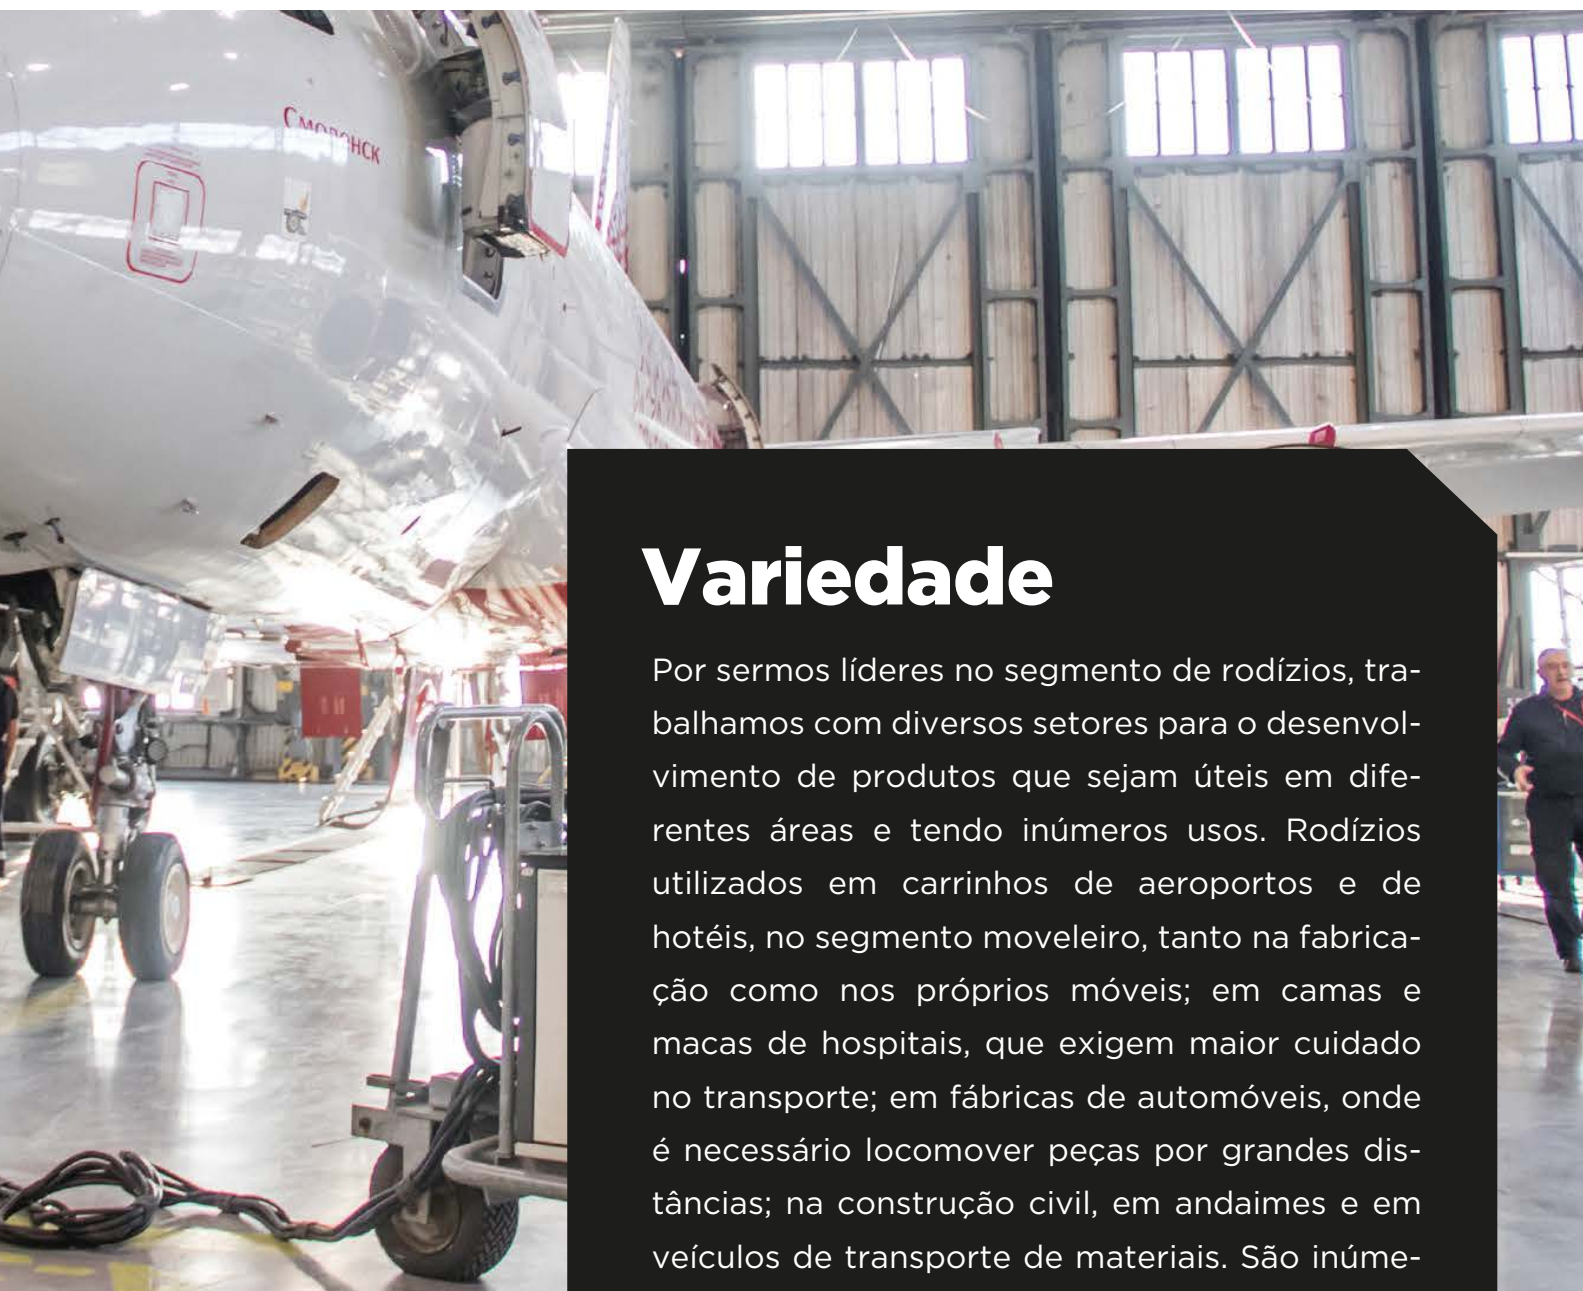 Смоленск
Variedade
Por sermos líderes no segmento de rodízios, tra-
balhamos com diversos setores para o desenvol-
vimento de produtos que sejam úteis em dife-
rentes áreas e tendo inúmeros usos. Rodízios
utilizados em carrinhos de aeroportos e de
hotéis, no segmento moveleiro, tanto na fabrica-
ção como nos próprios móveis; em camas e
macas de hospitais, que exigem maior cuidado
no transporte; em fábricas de automóveis, onde
é necessário locomover peças por grandes dis-
tâncias; na construção civil, em andaimes e em
veículos de transporte de materiais. São inúme-